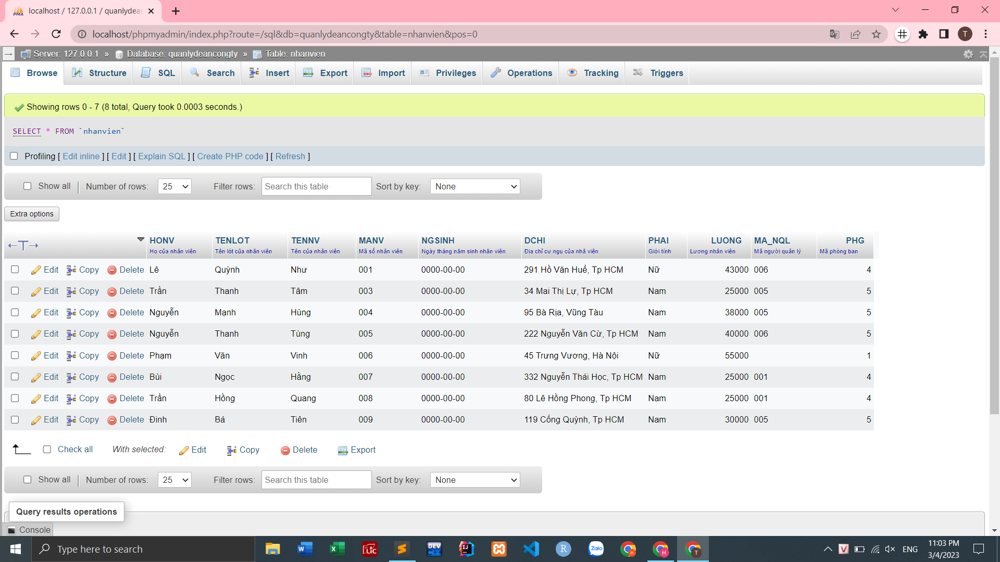 localhost / 127.0.0.1 / quanlydean
localhost/phpmyadmin/index.php?route=/sql&db=quanlydeancongty&table=nhanvien&pos=0
T
Server: 127.0.0.1 » Database: quanlydeancongty » Table: nhanvien
Browse Structure SQL Search Insert Export Import Privileges Operations Tracking Triggers
Showing rows 0 - 7 (8 total, Query took 0.0003 seconds.)
SELECT * FROM `nhanvien`
Profiling [ Edit inline ] [ Edit ] [ Explain SQL ] [ Create PHP code ] [ Refresh ]
Show all | Number of rows: 25 Filter rows: Search this table Sort by key: None
Extra options
HONV TENLOT TENNV MANV NGSINH DCHI PHAI LUONG MA_NQL PHG
Họ của nhân viên Tên lót của nhân viên Tên của nhân viên Mã số nhân viên Ngày tháng năm sinh nhân viên Địa chỉ cư ngụ của nhâ viên Giới tính Lương nhân viên Mã người quản lý Mã phòng ban
Edit Copy Delete Lê Quỳnh Như 001 0000-00-00 291 Hồ Văn Huế, Tp HCM Nữ 43000 006 4
Edit Copy Delete Trần Thanh Tâm 003 0000-00-00 34 Mai Thị Lự, Tp HCM Nam 25000 005 5
Edit Copy Delete Nguyễn Mạnh Hùng 004 0000-00-00 95 Bà Rịa, Vũng Tàu Nam 38000 005 5
Edit Copy Delete Nguyễn Thanh Tùng 005 0000-00-00 222 Nguyễn Văn Cừ, Tp HCM Nam 40000 006 5
Edit Copy Delete Phạm Văn Vinh 006 0000-00-00 45 Trưng Vương, Hà Nội Nữ 55000 1
Edit Copy Delete Bùi Ngọc Hằng 007 0000-00-00 332 Nguyễn Thái Học, Tp HCM Nam 25000 001 4
Edit Copy Delete Trần Hồng Quang 008 0000-00-00 80 Lê Hồng Phong, Tp HCM Nam 25000 001 4
Edit Copy Delete Đinh Bá Tiên 009 0000-00-00 119 Cống Quỳnh, Tp HCM Nam 30000 005 5
Check all With selected: Edit Copy Delete Export
Show all | Number of rows: 25 Filter rows: Search this table Sort by key: None
Query results operations
Console
Type here to search
ENG
11:03 PM
3/4/2023